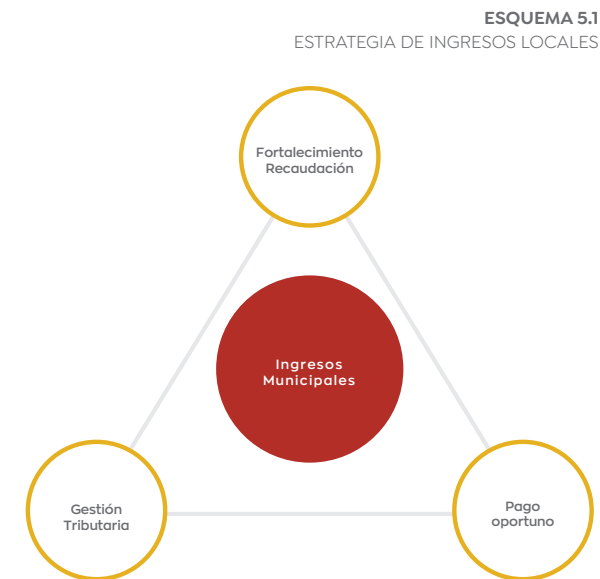 ESQUEMA 5.1
ESTRATEGIA DE INGRESOS LOCALES
Fortalecimiento
Recaudación
Ingresos
Municipales
Gestión
Tributaria
Pago
oportuno